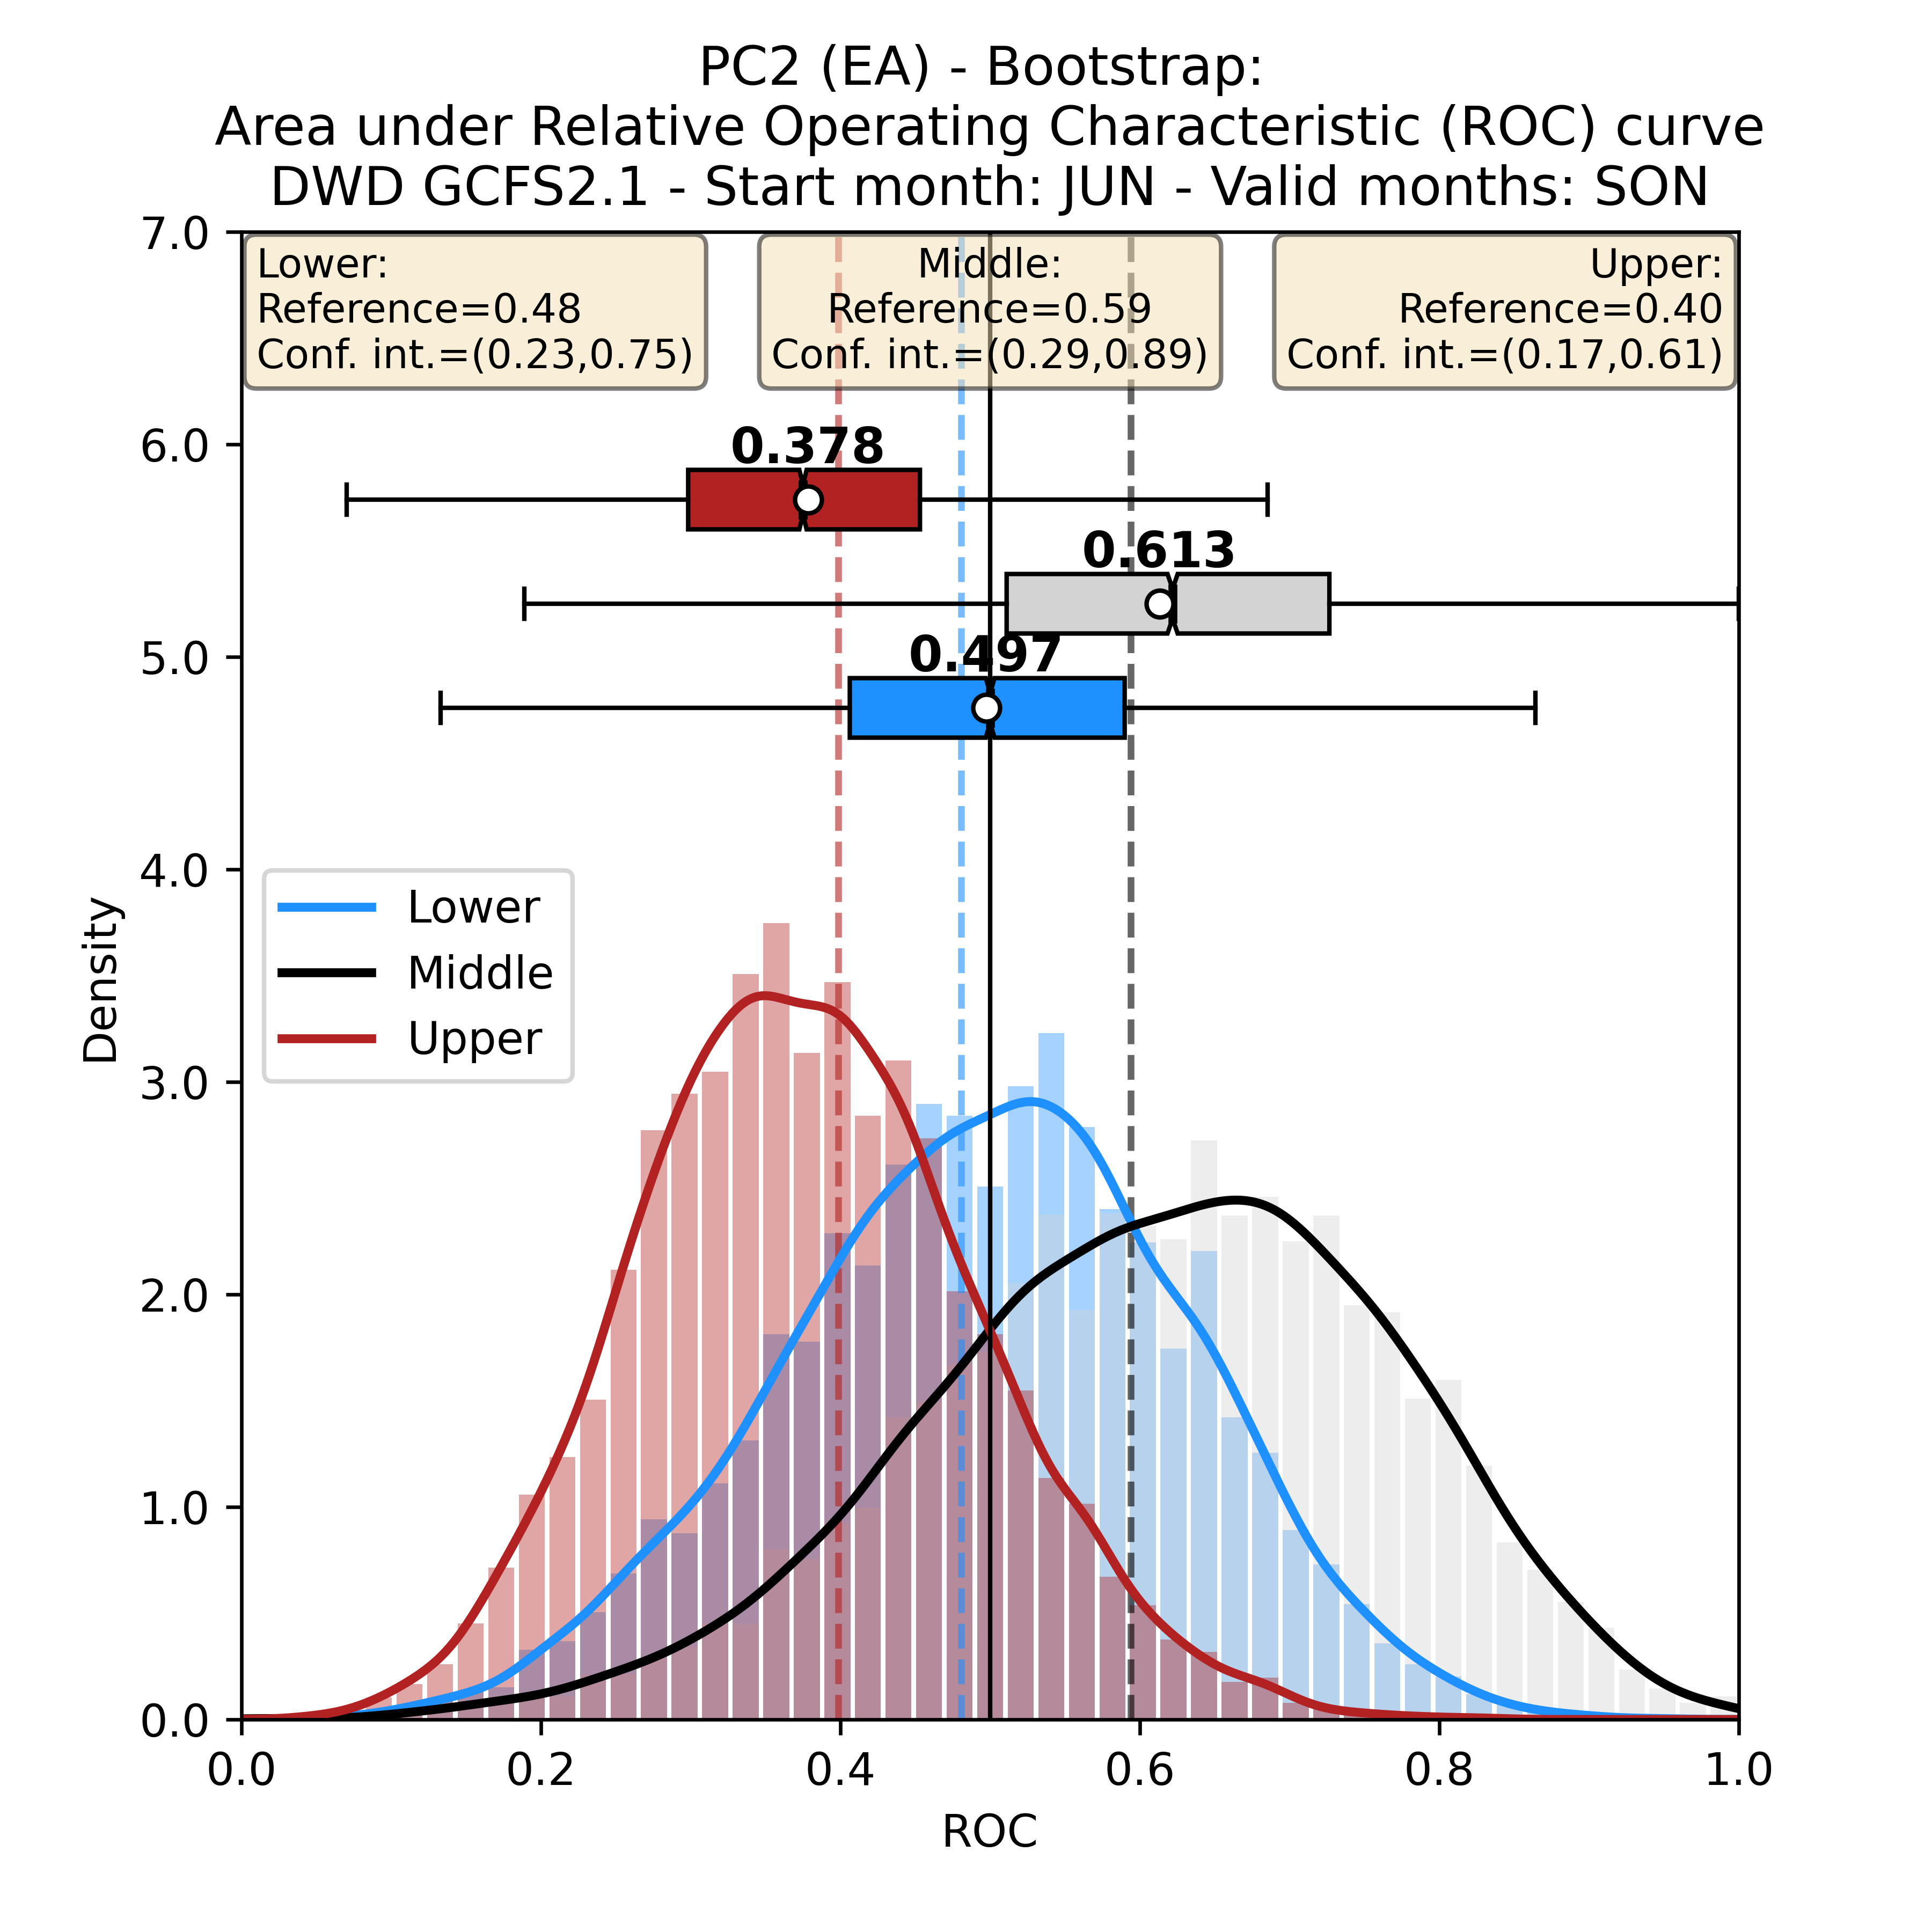 PC2 (EA) - Bootstrap:
Area under Relative Operating Characteristic (ROC) curve
DWD GCFS2.1 - Start month: JUN - Valid months: SON
Lower:
Reference=0.48
Conf. int.=(0.23,0.75)
Middle:
Reference=0.59
Conf. int.=(0.29,0.89)
Upper:
Reference=0.40
Conf. int.=(0.17,0.61)
0.378
0.613
0.497
Lower
Middle
Upper
Density
7.0
6.0
5.0
4.0
3.0
2.0
1.0
0.0
0.0 0.2 0.4 0.6 0.8 1.0
ROC